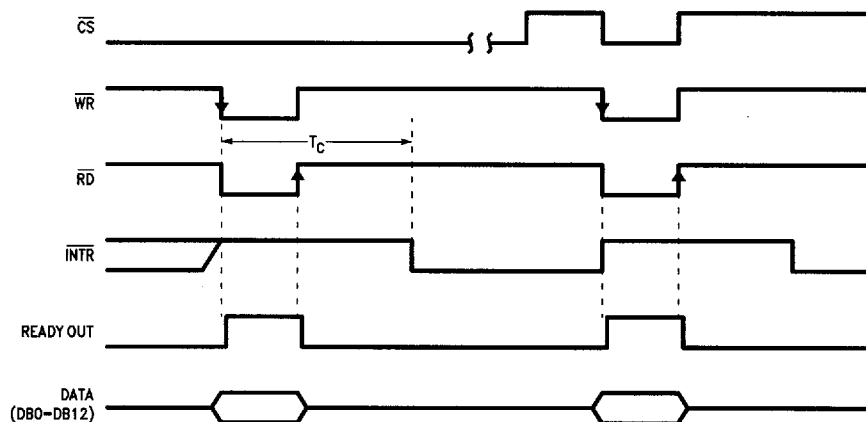 CS
WR
T_C
RD
INTR
READY OUT
DATA
(DB0–DB12)